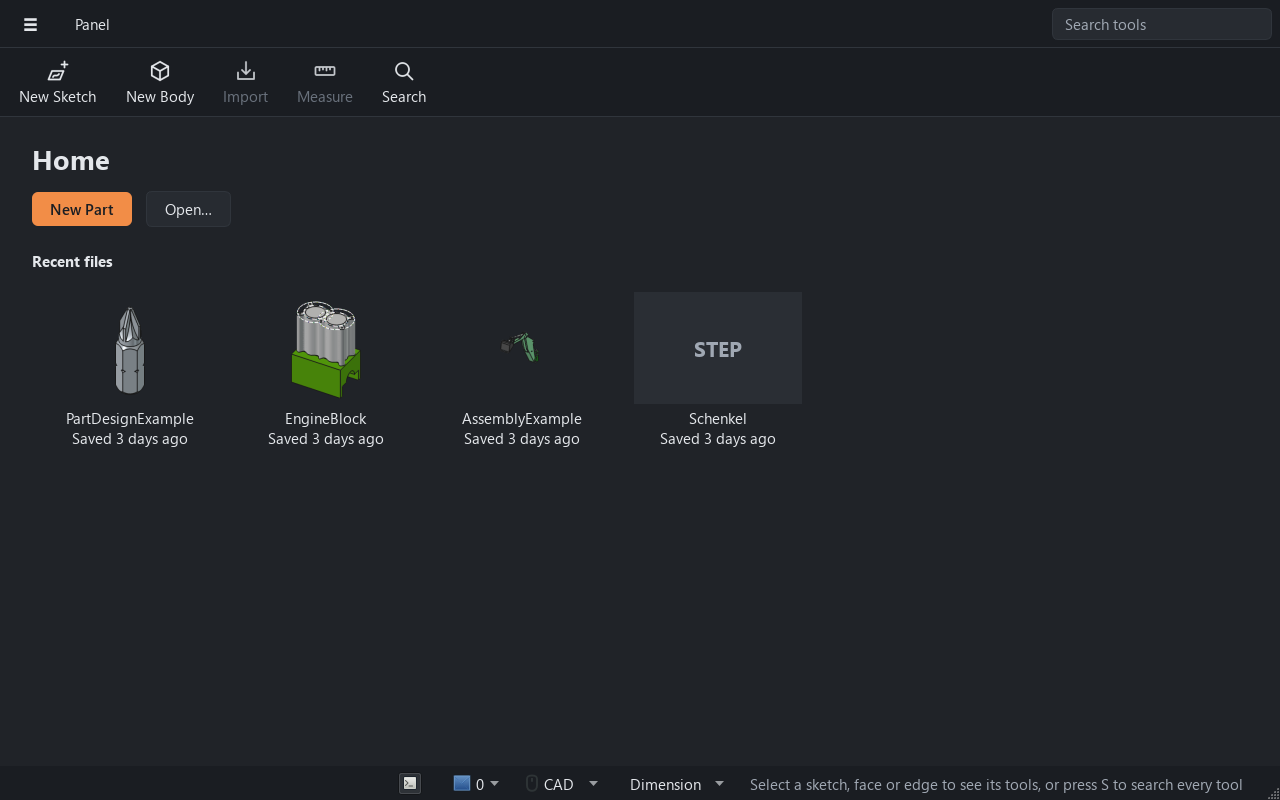 Panel
Search tools
New Sketch
New Body
Import
Measure
Search
Home
New Part
Open...
Recent files
STEP
PartDesignExample
Saved 3 days ago
EngineBlock
Saved 3 days ago
AssemblyExample
Saved 3 days ago
Schenkel
Saved 3 days ago
0
CAD
Dimension
Select a sketch, face or edge to see its tools, or press S to search every tool